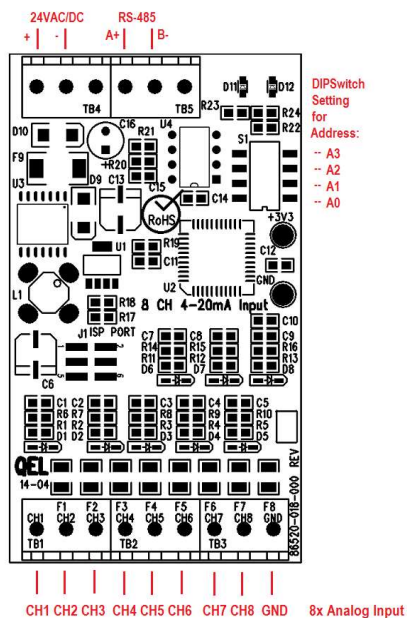 24VAC/DC RS-485
+ - A+ B-
TB4 TB5
D11 D12
DIPSwitch
Setting
for
Address:
-- A3
-- A2
-- A1
-- A0
R23 R24
R22
S1
D10
C16
R21
U4
+R20
F9
U3
D9
C13
C15
RoHS
C14
+3V3
U1
R19
C11
C12
GND
U2
L1
R18
R17
8 CH 4-20mA Input
ISP PORT
J1
1 2
5 6
C6
C10
C7 C8 C9
R14 R15 R16
R11 R12 R13
D6 D7 D8
C1 C2 C3 C4 C5
R6 R7 R8 R9 R10
R1 R2 R3 R4 R5
D1 D2 D3 D4 D5
QEL
14-04
86520-018-000 REV
F1 F2 F3 F4 F5 F6 F7 F8
CH1 CH2 CH3 CH4 CH5 CH6 CH7 CH8 GND
TB1 TB2 TB3
CH1 CH2 CH3 CH4 CH5 CH6 CH7 CH8 GND 8x Analog Input